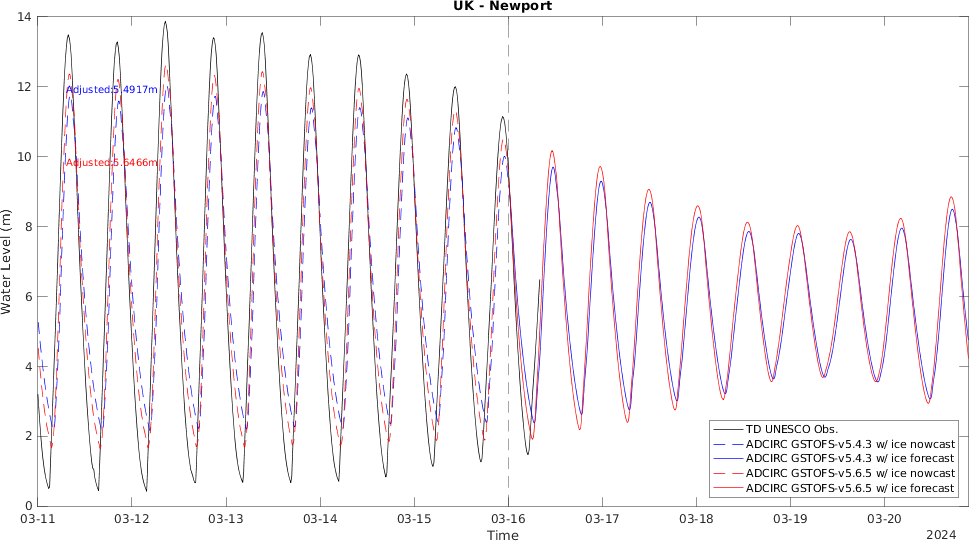 UK - Newport
14
12
10
8
6
4
2
0
Water Level (m)
Adjusted:5.4917m
Adjusted:5.6466m
TD UNESCO Obs.
ADCIRC GSTOFS-v5.4.3 w/ ice nowcast
ADCIRC GSTOFS-v5.4.3 w/ ice forecast
ADCIRC GSTOFS-v5.6.5 w/ ice nowcast
ADCIRC GSTOFS-v5.6.5 w/ ice forecast
03-11 03-12 03-13 03-14 03-15 03-16 03-17 03-18 03-19 03-20
Time
2024